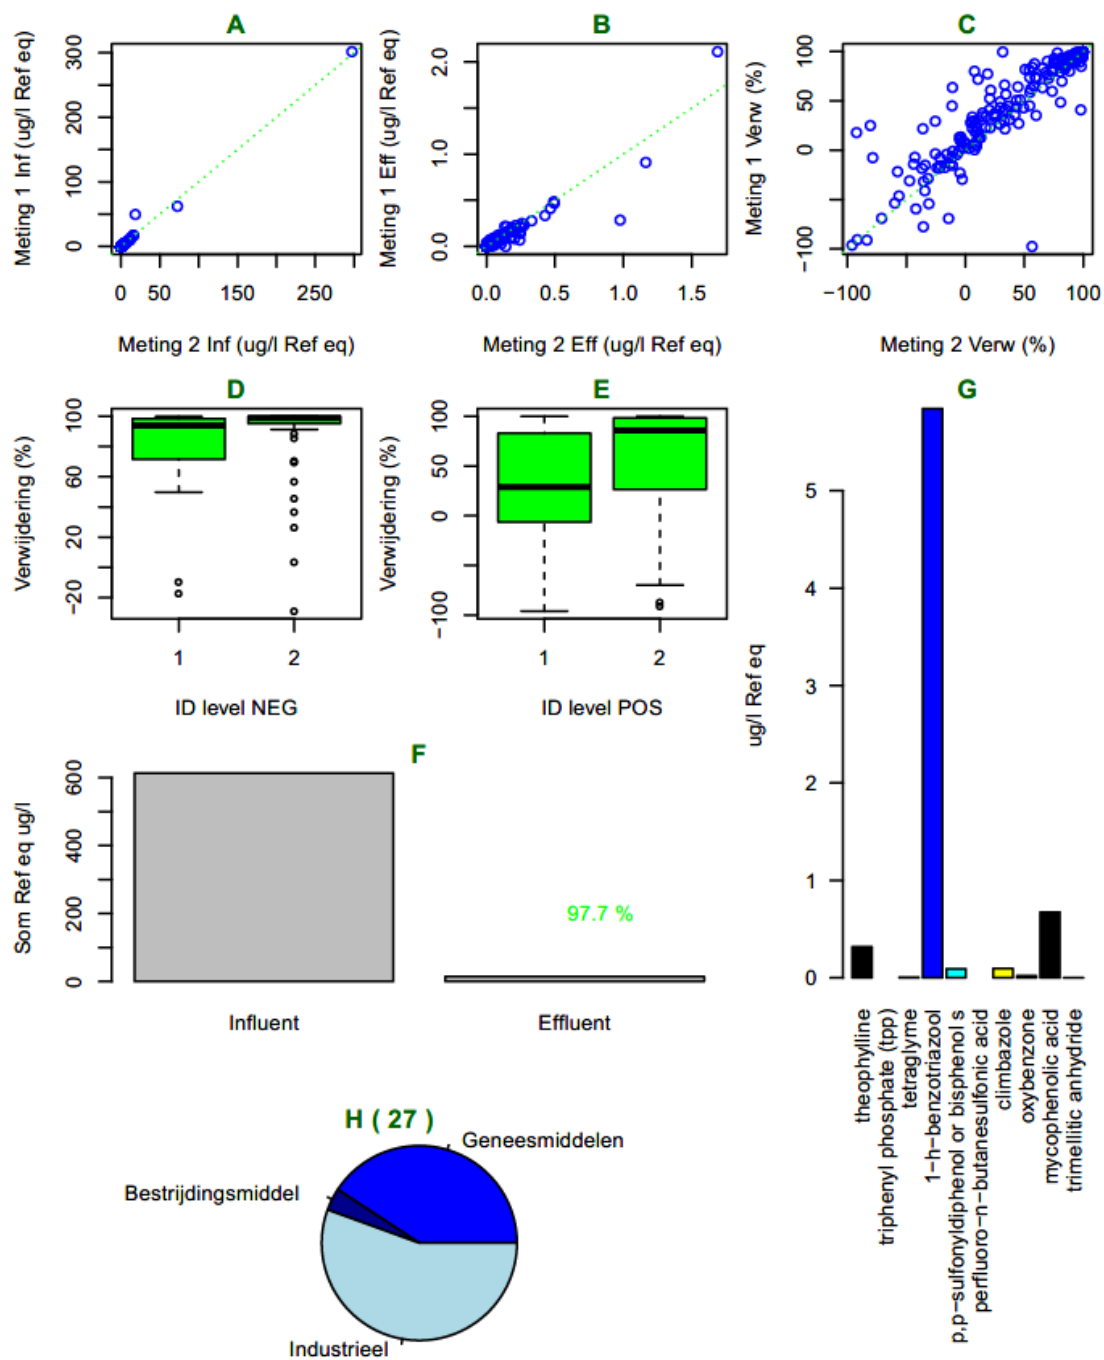 A
Meting 1 Inf (ug/l Ref eq)
300
200
100
0
0 50 150 250
Meting 2 Inf (ug/l Ref eq)
B
Meting 1 Eff (ug/l Ref eq)
2.0
1.0
0.0
0.0 0.5 1.0 1.5
Meting 2 Eff (ug/l Ref eq)
C
Meting 1 Verw (%)
100
50
0
−100
−100 0 50 100
Meting 2 Verw (%)
D
Verwijdering (%)
100
60
20
−20
1 2
ID level NEG
E
Verwijdering (%)
100
50
0
−100
1 2
ID level POS
F
Som Ref eq ug/l
600
400
200
0
97.7 %
Influent Effluent
G
ug/l Ref eq
5
4
3
2
1
0
theophylline
triphenyl phosphate (tpp)
tetraglyme
1−h−benzotriazool
p,p−sulfonyldiphenol or bisphenol s
perfluoro−n−butanesulfonic acid
climbazole
oxybenzone
mycophenolic acid
trimellitic anhydride
H ( 27 )
Geneesmiddelen
Bestrijdingsmiddel
Industrieel